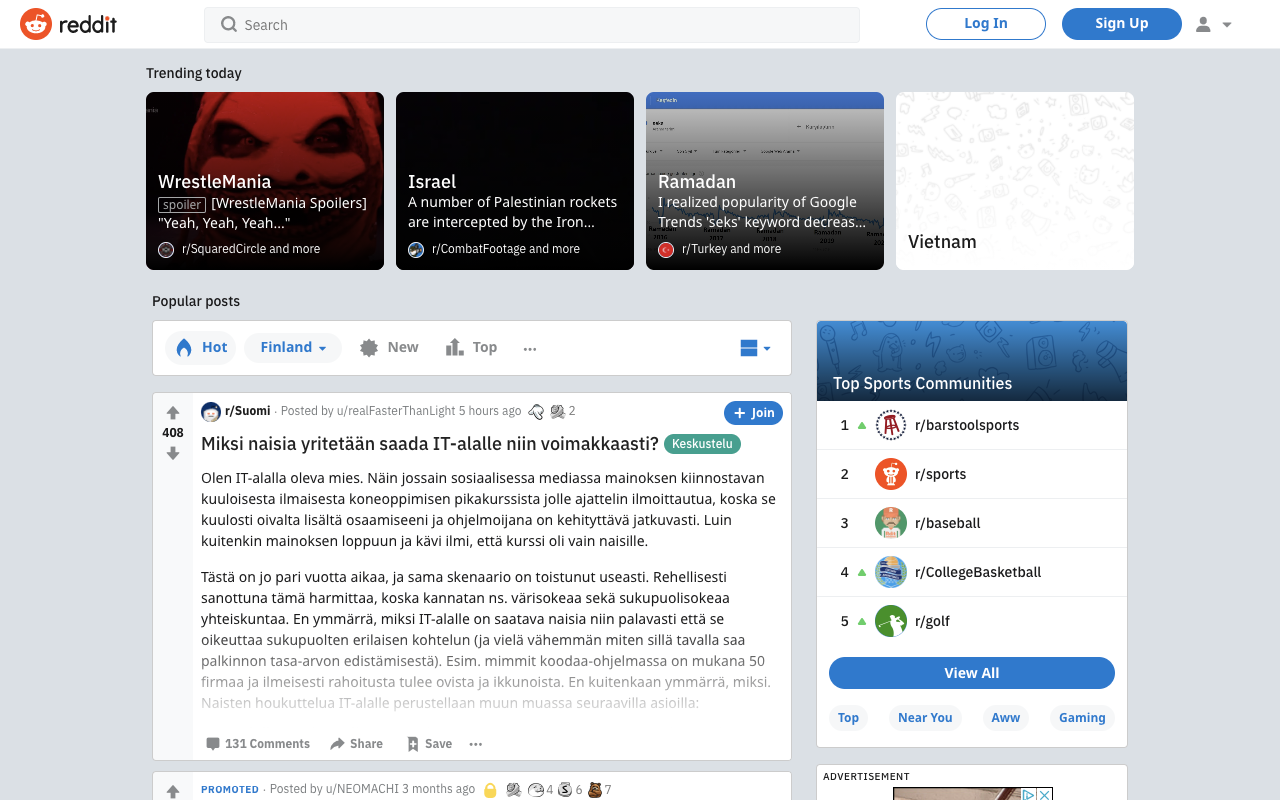 reddit
Search
Log In
Sign Up
Trending today
WrestleMania
spoiler [WrestleMania Spoilers]
"Yeah, Yeah, Yeah..."
r/SquaredCircle and more
Israel
A number of Palestinian rockets
are intercepted by the Iron...
r/CombatFootage and more
Ramadan
I realized popularity of Google
Trends 'seks' keyword decreas...
r/Turkey and more
Vietnam
Popular posts
Hot
Finland
New
Top
r/Suomi · Posted by u/realFasterThanLight 5 hours ago 2
Join
408
Miksi naisia yritetään saada IT-alalle niin voimakkaasti? Keskustelu
Olen IT-alalla oleva mies. Näin jossain sosiaalisessa mediassa mainoksen kiinnostavan
kuuloisesta ilmaisesta koneoppimisen pikakurssista jolle ajattelin ilmoittautua, koska se
kuulosti oivalta lisältä osaamiseeni ja ohjelmoijana on kehityttävä jatkuvasti. Luin
kuitenkin mainoksen loppuun ja kävi ilmi, että kurssi oli vain naisille.
Tästä on jo pari vuotta aikaa, ja sama skenaario on toistunut useasti. Rehellisesti
sanottuna tämä harmittaa, koska kannatan ns. värisokeaa sekä sukupuolisokeaa
yhteiskuntaa. En ymmärrä, miksi IT-alalle on saatava naisia niin palavasti että se
oikeuttaa sukupuolten erilaisen kohtelun (ja vielä vähemmän miten sillä tavalla saa
palkinnon tasa-arvon edistämisestä). Esim. mimmit koodaa-ohjelmassa on mukana 50
firmaa ja ilmeisesti rahoitusta tulee ovista ja ikkunoista. En kuitenkaan ymmärrä, miksi.
Naisten houkuttelua IT-alalle perustellaan muun muassa seuraavilla asioilla:
131 Comments
Share
Save
PROMOTED · Posted by u/NEOMACHI 3 months ago 4 6 7
Top Sports Communities
1 r/barstoolsports
2 r/sports
3 r/baseball
4 r/CollegeBasketball
5 r/golf
View All
Top
Near You
Aww
Gaming
ADVERTISEMENT